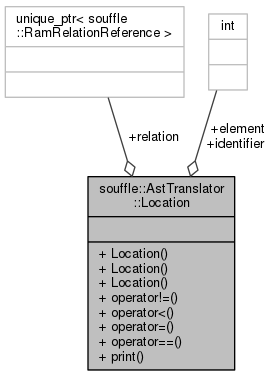 unique_ptr< souffle
::RamRelationReference >
int
+relation
+element
+identifier
souffle::AstTranslator
::Location
+ Location()
+ Location()
+ Location()
+ operator!=()
+ operator<()
+ operator=()
+ operator==()
+ print()